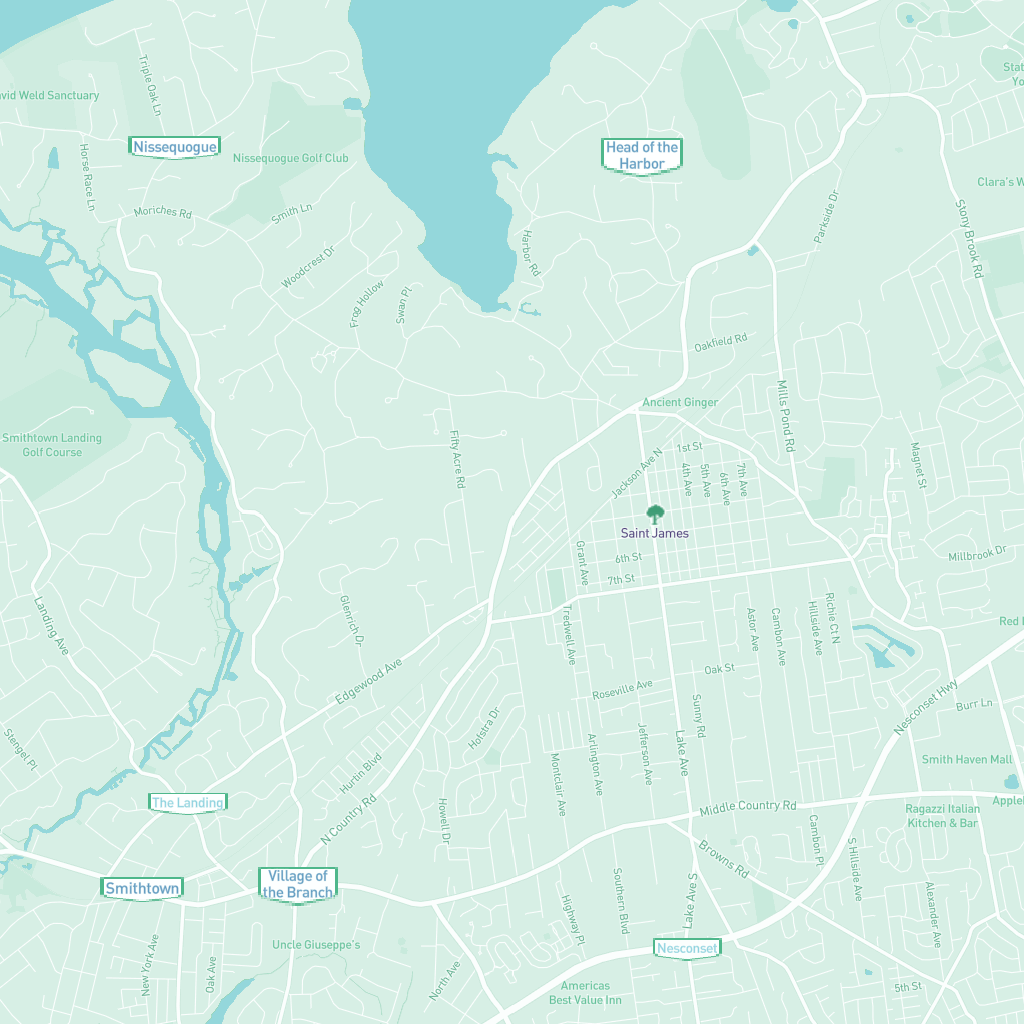 State
Yo
Triple Oak Ln
vid Weld Sanctuary
Nissequogue
Head of the
Harbor
Nissequogue Golf Club
Horse Race Ln
Clara's W
Moriches Rd
Smith Ln
Parkside Dr
Stony Brook Rd
Harbor Rd
Woodcrest Dr
Frog Hollow
Swan Pl
Oakfield Rd
Ancient Ginger
Mills Pond Rd
Smithtown Landing
Golf Course
Fifty Acre Rd
1st St
Jackson Ave N
4th Ave
5th Ave
6th Ave
7th Ave
Magnet St
Saint James
Grant Ave
6th St
7th St
Millbrook Dr
Landing Ave
Glenrich Dr
Tredwell Ave
Astor Ave
Cambon Ave
Hillside Ave
Richie Ct N
Red
Edgewood Ave
Oak St
Roseville Ave
Sunny Rd
Nesconset Hwy
Burr Ln
Stengel Pl
Hofstra Dr
Jefferson Ave
Lake Ave
Arlington Ave
Montclair Ave
Smith Haven Mall
Hurtin Blvd
The Landing
N Country Rd
Howell Dr
Middle Country Rd
Apple
Ragazzi Italian
Kitchen & Bar
Cambon Pl
S Hillside Ave
Browns Rd
Smithtown
Village of
the Branch
Southern Blvd
Lake Ave S
Alexander Ave
Highway Pl
Uncle Giuseppe's
Nesconset
New York Ave
Oak Ave
North Ave
Americas
Best Value Inn
5th St